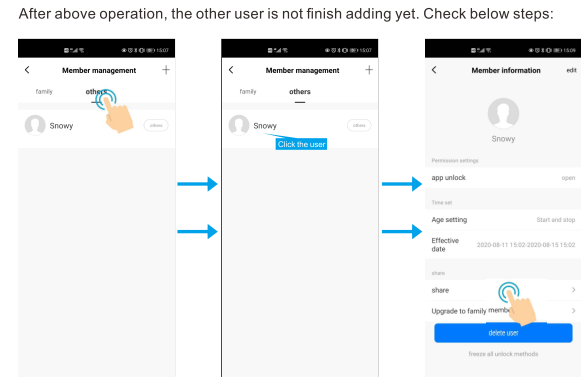 After above operation, the other user is not finish adding yet. Check below steps:
15:07
Member management
family others
Snowy others
15:07
Member management
family others
Snowy others
Click the user
15:09
Member information edit
Snowy
Permission settings
app unlock open
Time set
Age setting Start and stop
Effective date 2020-08-11 15:02-2020-08-15 15:02
share
share
Upgrade to family member
delete user
freeze all unlock methods